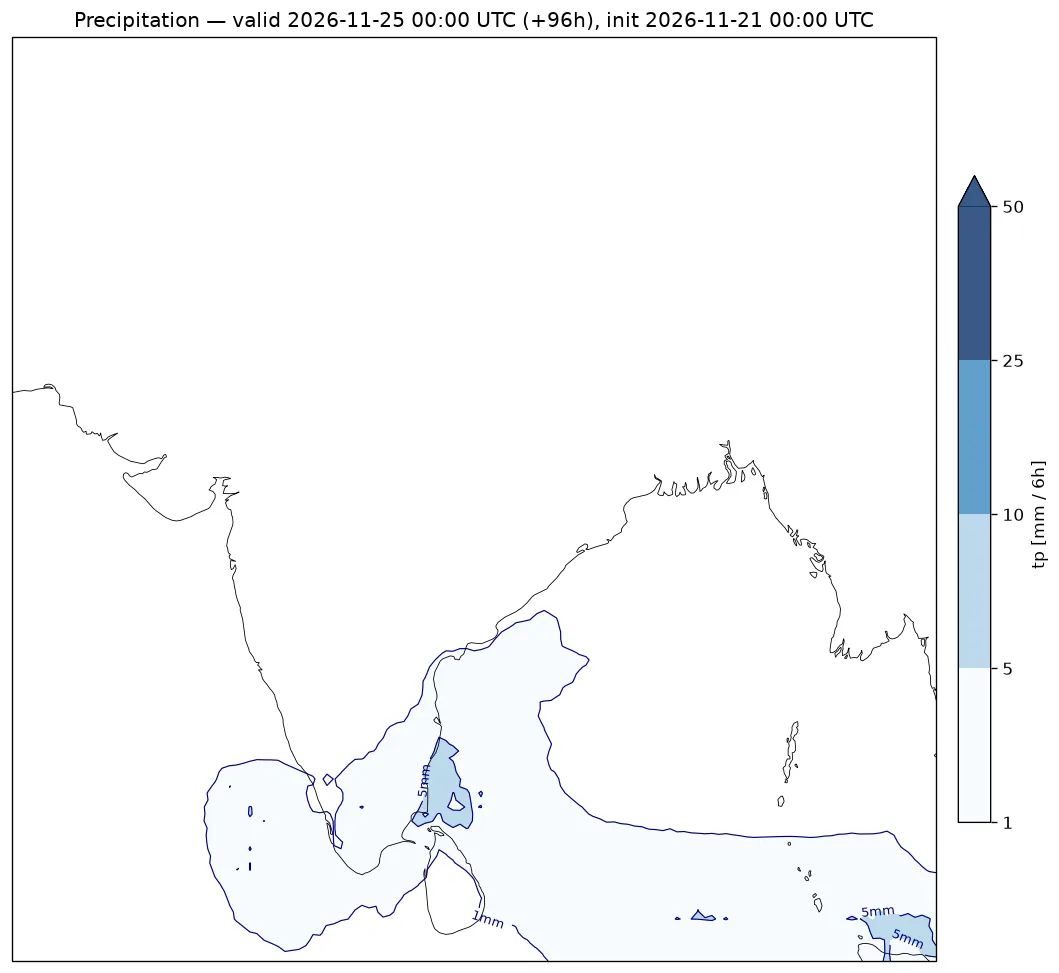 Precipitation — valid 2026-11-25 00:00 UTC (+96h), init 2026-11-21 00:00 UTC
50
25
10
5
1
tp [mm / 6h]
5mm
1mm
5mm
5mm